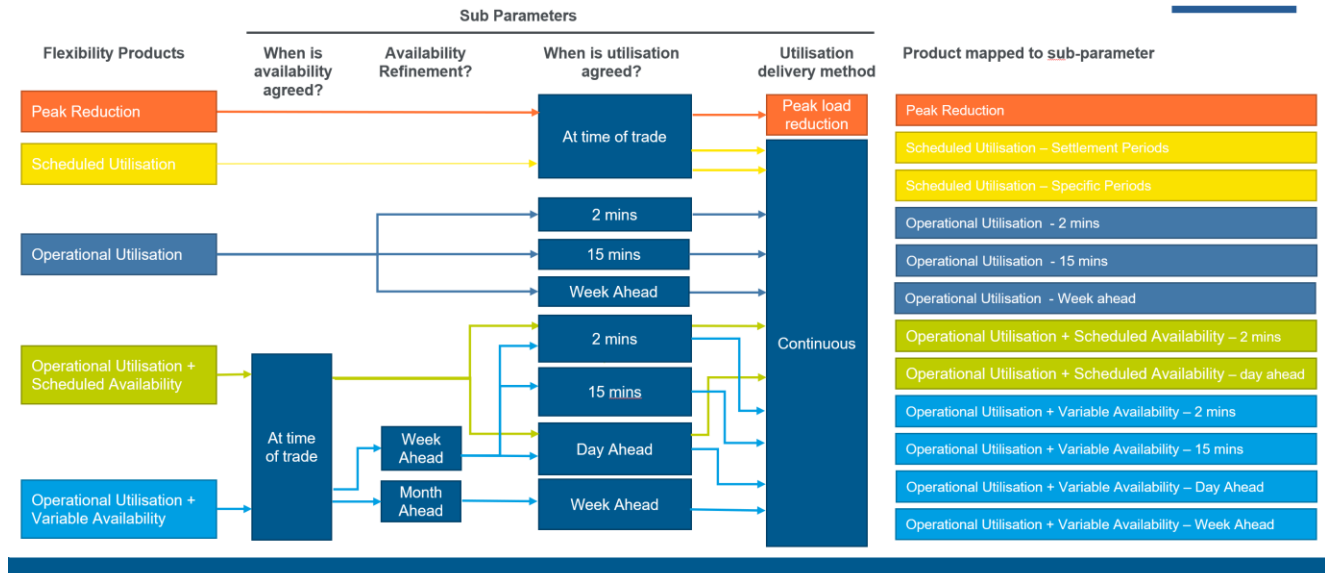 Sub Parameters
Flexibility Products
When is
availability
agreed?
Availability
Refinement?
When is utilisation
agreed?
Utilisation
delivery method
Product mapped to sub-parameter
Peak Reduction
Scheduled Utilisation
Operational Utilisation
Operational Utilisation +
Scheduled Availability
Operational Utilisation +
Variable Availability
At time
of trade
Week
Ahead
Month
Ahead
At time of trade
2 mins
15 mins
Week Ahead
2 mins
15 mins
Day Ahead
Week Ahead
Peak load
reduction
Continuous
Peak Reduction
Scheduled Utilisation – Settlement Periods
Scheduled Utilisation – Specific Periods
Operational Utilisation - 2 mins
Operational Utilisation - 15 mins
Operational Utilisation - Week ahead
Operational Utilisation + Scheduled Availability – 2 mins
Operational Utilisation + Scheduled Availability – day ahead
Operational Utilisation + Variable Availability – 2 mins
Operational Utilisation + Variable Availability – 15 mins
Operational Utilisation + Variable Availability – Day Ahead
Operational Utilisation + Variable Availability – Week Ahead